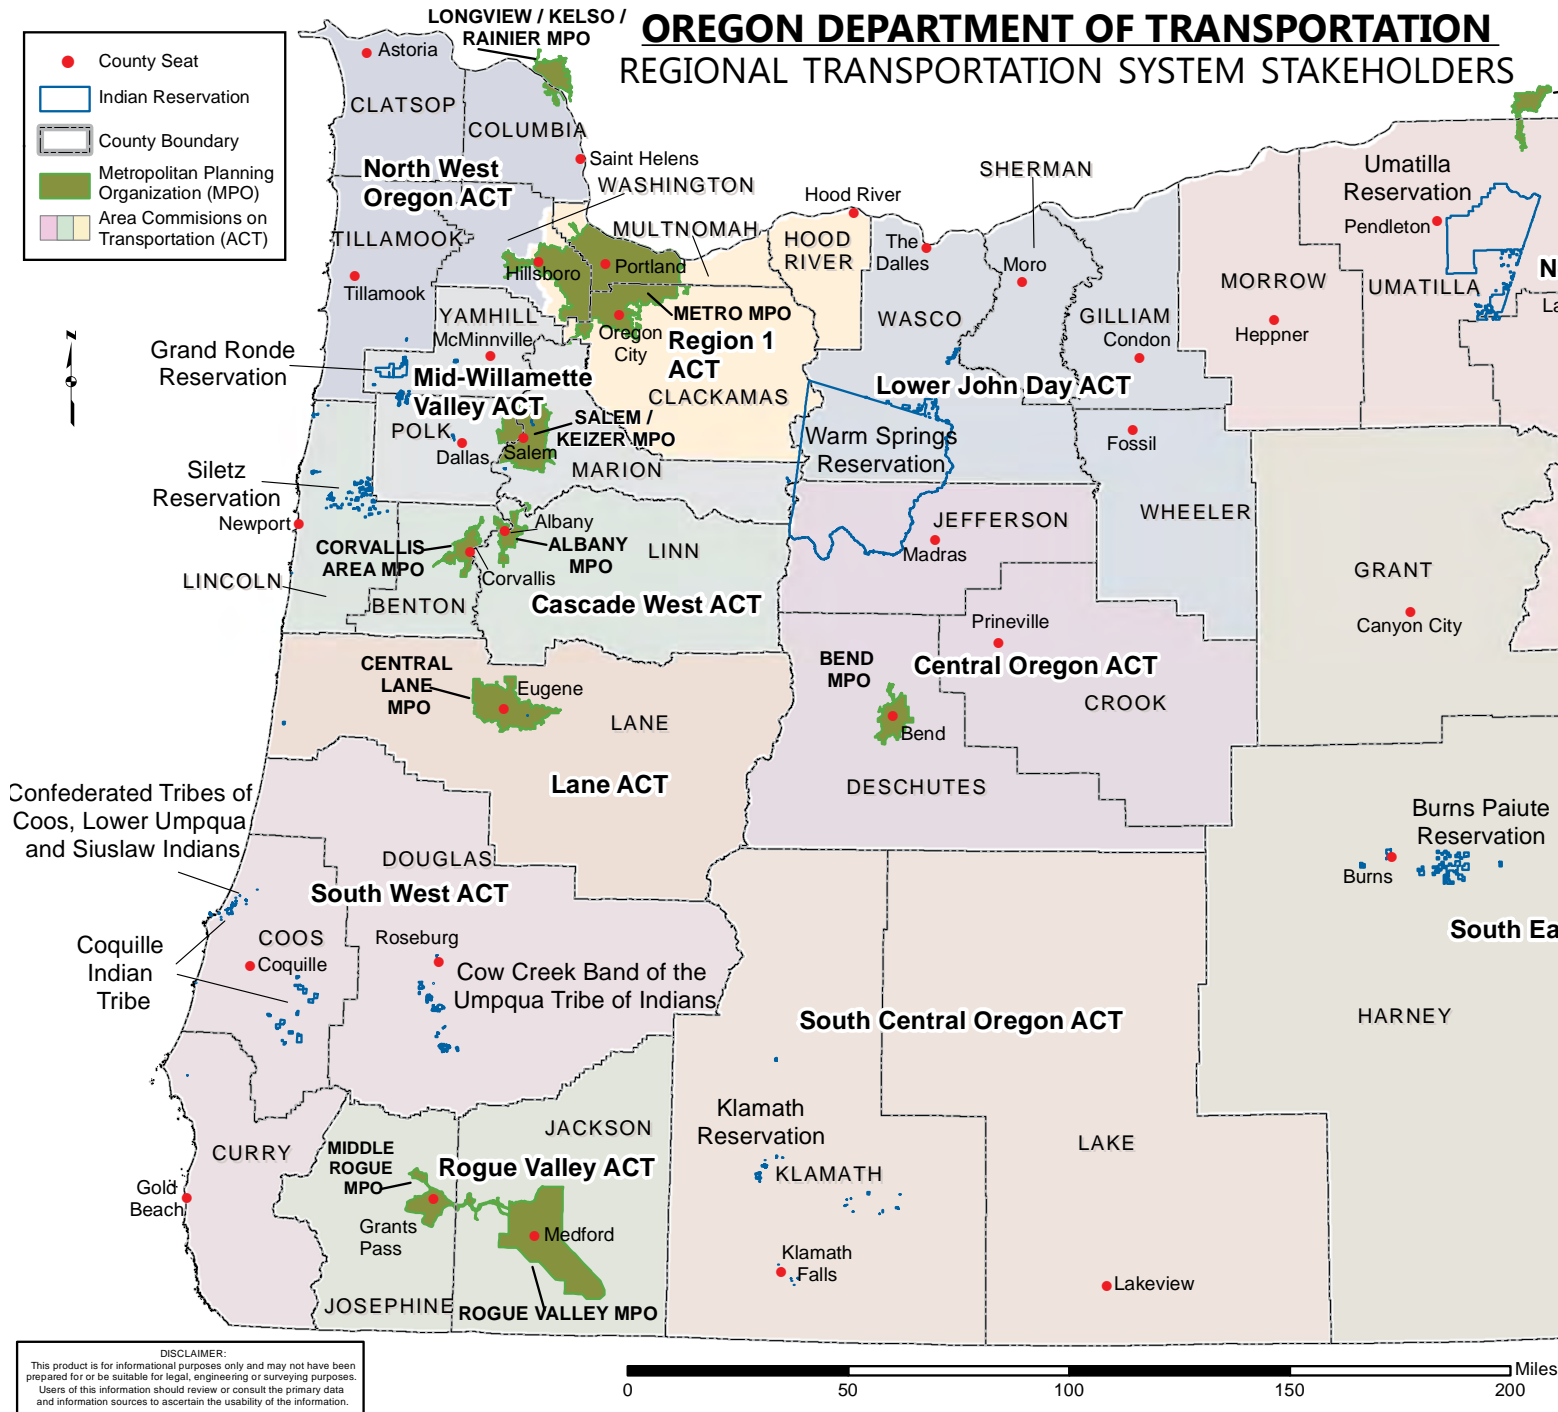 OREGON DEPARTMENT OF TRANSPORTATION
REGIONAL TRANSPORTATION SYSTEM STAKEHOLDERS
County Seat
Indian Reservation
County Boundary
Metropolitan Planning
Organization (MPO)
Area Commisions on
Transportation (ACT)
LONGVIEW / KELSO /
RAINIER MPO
Astoria
CLATSOP
COLUMBIA
Saint Helens
North West
Oregon ACT
WASHINGTON
TILLAMOOK
Tillamook
MULTNOMAH
Hillsboro
Portland
METRO MPO
Oregon
City
Region 1
ACT
CLACKAMAS
Hood River
HOOD
RIVER
SHERMAN
The
Dalles
Moro
WASCO
GILLIAM
Condon
Lower John Day ACT
MORROW
Heppner
Umatilla
Reservation
Pendleton
UMATILLA
N
La
YAMHILL
McMinnville
Grand Ronde
Reservation
Mid-Willamette
Valley ACT
POLK
Dallas
SALEM /
KEIZER MPO
Salem
MARION
Warm Springs
Reservation
Fossil
WHEELER
Siletz
Reservation
Newport
LINCOLN
CORVALLIS
AREA MPO
Albany
ALBANY
MPO
Corvallis
BENTON
LINN
Cascade West ACT
JEFFERSON
Madras
GRANT
Canyon City
Prineville
Central Oregon ACT
CROOK
BEND
MPO
Bend
DESCHUTES
CENTRAL
LANE
MPO
Eugene
LANE
Lane ACT
Confederated Tribes of
Coos, Lower Umpqua
and Siuslaw Indians
DOUGLAS
South West ACT
Burns Paiute
Reservation
Burns
South Ea
HARNEY
Coquille
Indian
Tribe
COOS
Coquille
Roseburg
Cow Creek Band of the
Umpqua Tribe of Indians
South Central Oregon ACT
Klamath
Reservation
KLAMATH
LAKE
Klamath
Falls
Lakeview
CURRY
Gold
Beach
MIDDLE
ROGUE
MPO
JACKSON
Rogue Valley ACT
Grants
Pass
Medford
JOSEPHINE
ROGUE VALLEY MPO
DISCLAIMER:
This product is for informational purposes only and may not have been
prepared for or be suitable for legal, engineering or surveying purposes.
Users of this information should review or consult the primary data
and information sources to ascertain the usability of the information.
Miles
0 50 100 150 200